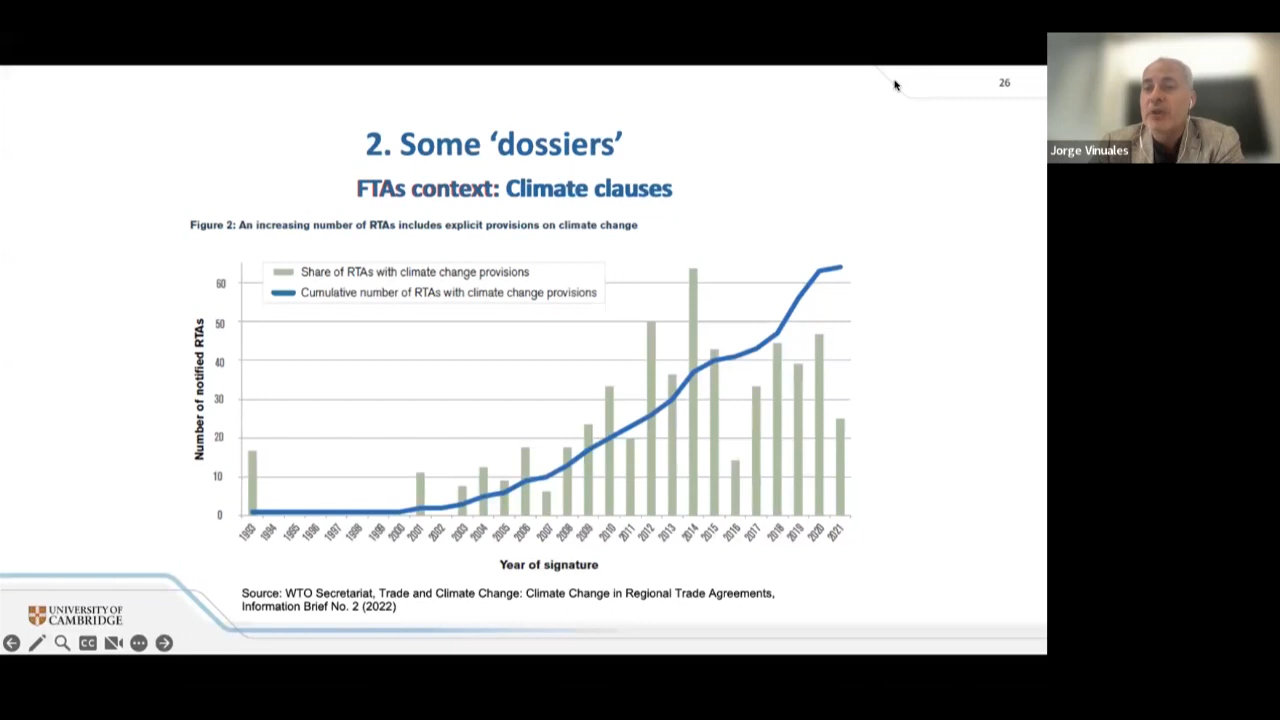 26
Jorge Vinuales
2. Some ‘dossiers’
FTAs context: Climate clauses
Figure 2: An increasing number of RTAs includes explicit provisions on climate change
Share of RTAs with climate change provisions
Cumulative number of RTAs with climate change provisions
Number of notified RTAs
60
50
40
30
20
10
0
1993 1994 1995 1996 1997 1998 1999 2000 2001 2002 2003 2004 2005 2006 2007 2008 2009 2010 2011 2012 2013 2014 2015 2016 2017 2018 2019 2020 2021
Year of signature
Source: WTO Secretariat, Trade and Climate Change: Climate Change in Regional Trade Agreements,
Information Brief No. 2 (2022)
UNIVERSITY OF
CAMBRIDGE
CC